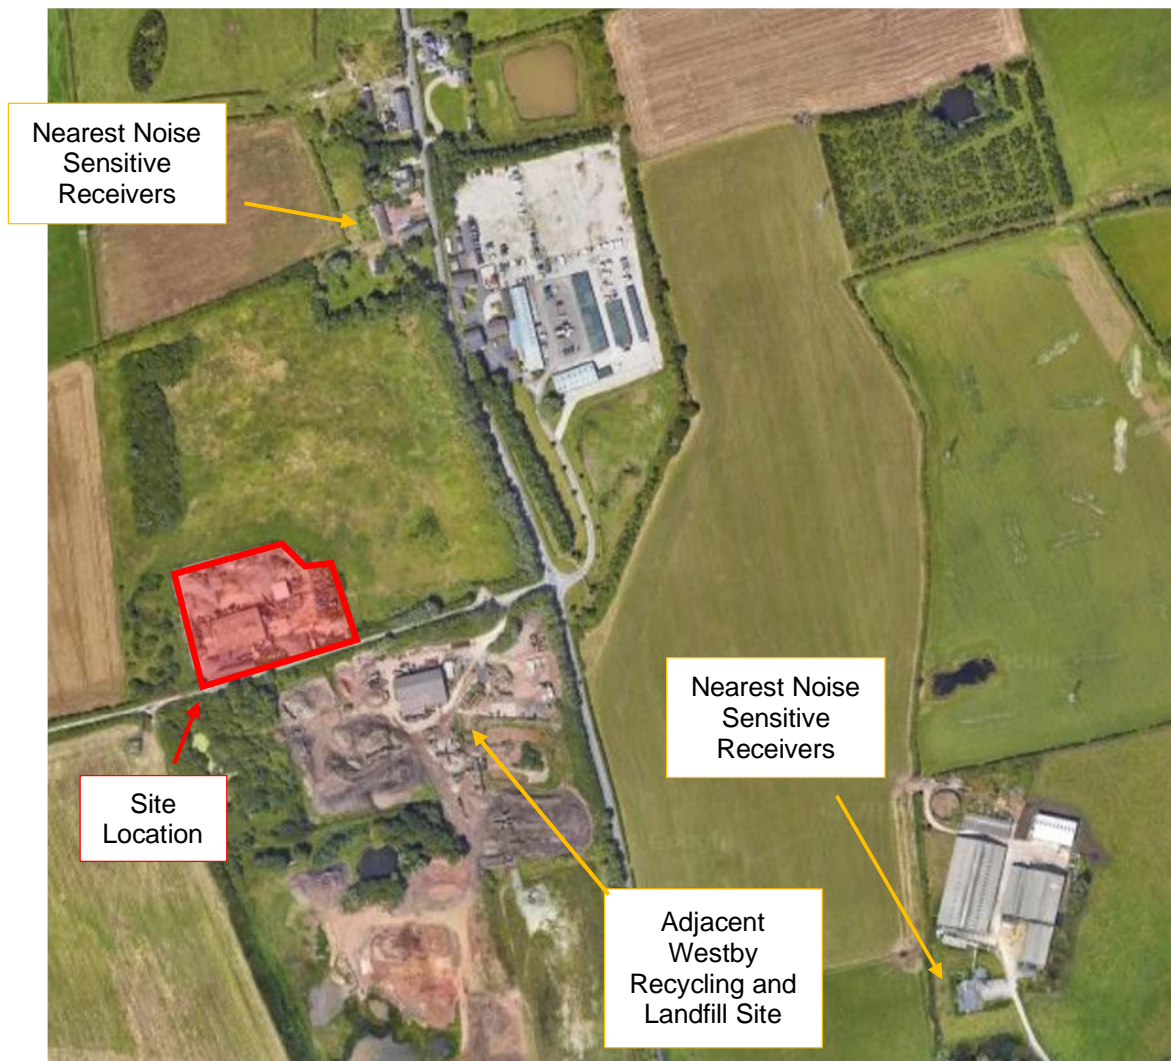 Nearest Noise
Sensitive
Receivers
Nearest Noise
Sensitive
Receivers
Site
Location
Adjacent
Westby
Recycling and
Landfill Site